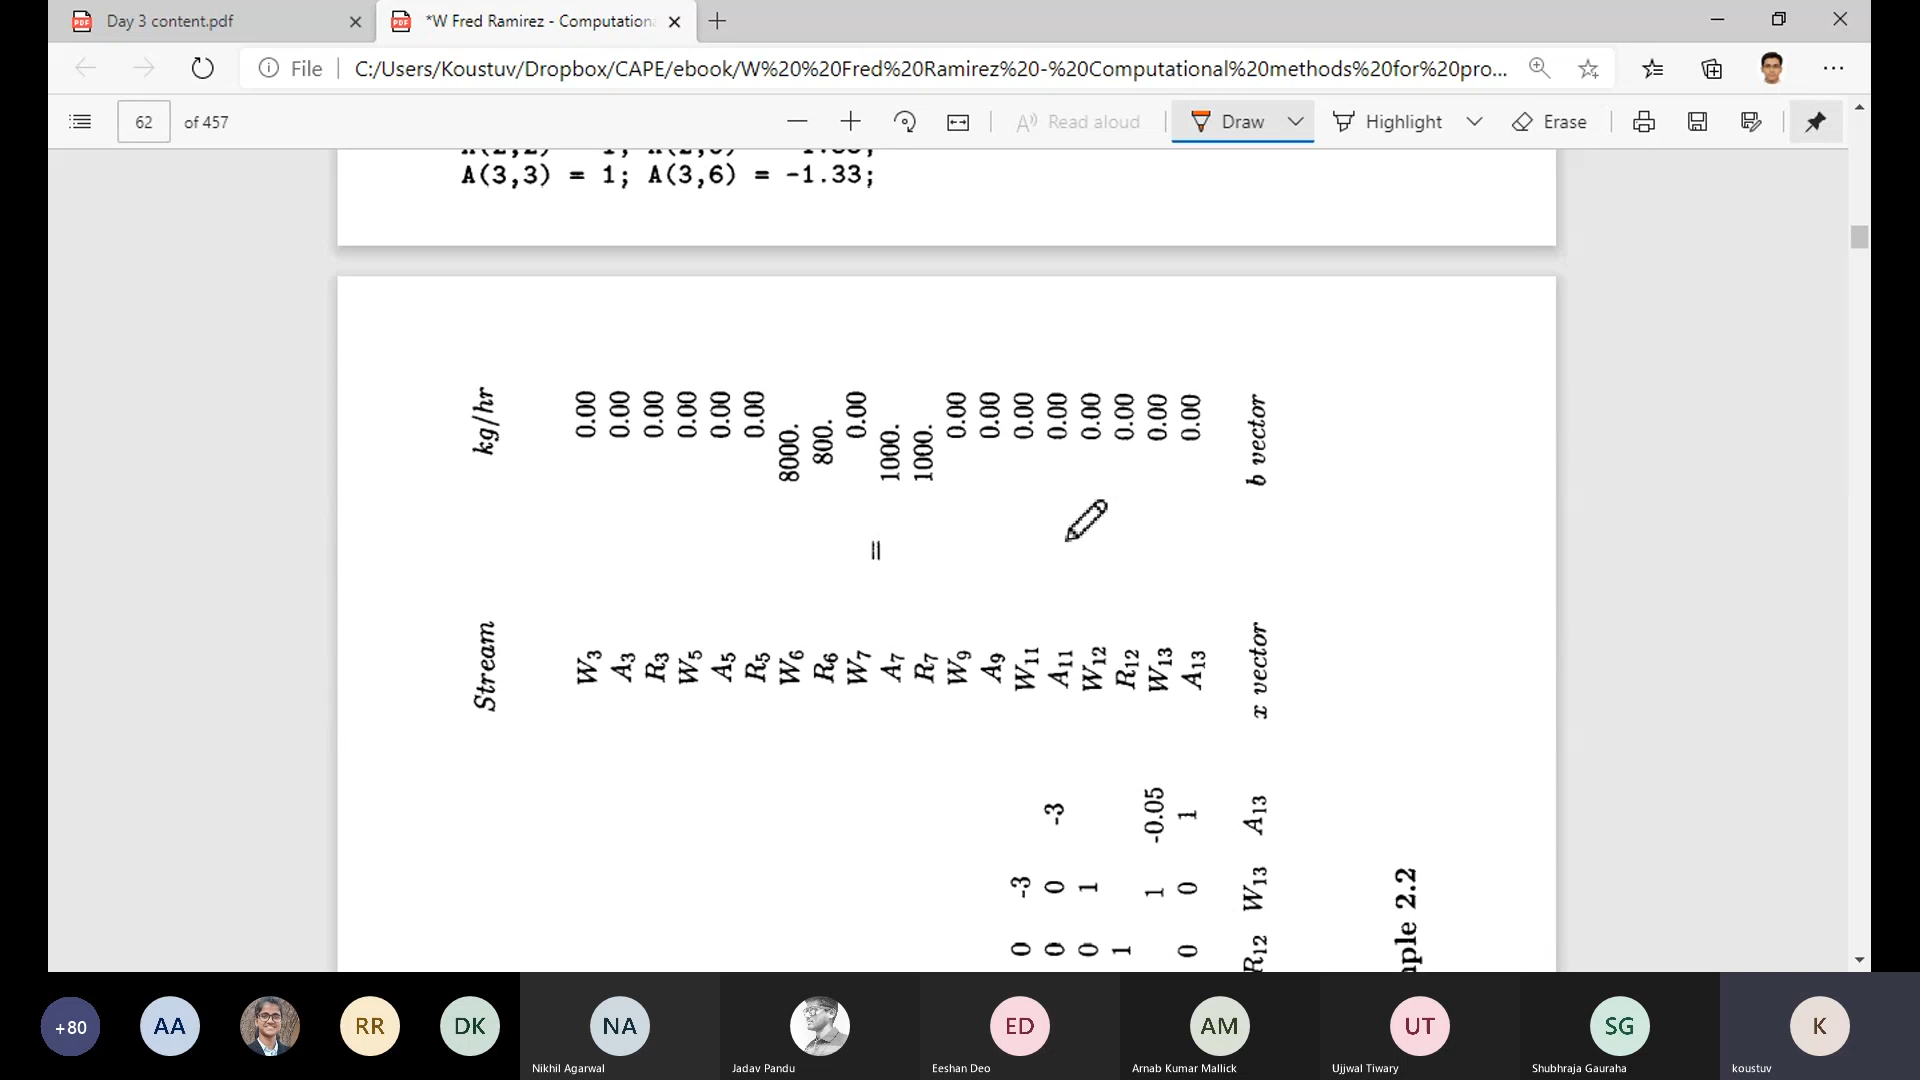 Day 3 content.pdf
*W Fred Ramirez - Computationa
File
C:/Users/Koustuv/Dropbox/CAPE/ebook/W%20%20Fred%20Ramirez%20-%20Computational%20methods%20for%20pro...
62 of 457
Read aloud
Draw
Highlight
Erase
A(3,3) = 1; A(3,6) = -1.33;
kg/hr
0.00
0.00
0.00
0.00
0.00
0.00
8000.
800.
0.00
1000.
1000.
0.00
0.00
0.00
0.00
0.00
0.00
0.00
0.00
b vector
=
Stream
W3
A3
R3
W5
A5
R5
W6
R6
W7
A7
R7
W9
A9
W11
A11
W12
R12
W13
A13
x vector
-3
-0.05
1
A13
-3
0
1
1
0
W13
0
0
0
1
0
R12
2.2
+80
AA
RR
DK
NA
ED
AM
UT
SG
K
Nikhil Agarwal
Jadav Pandu
Eeshan Deo
Arnab Kumar Mallick
Ujjwal Tiwary
Shubhraja Gauraha
koustuv